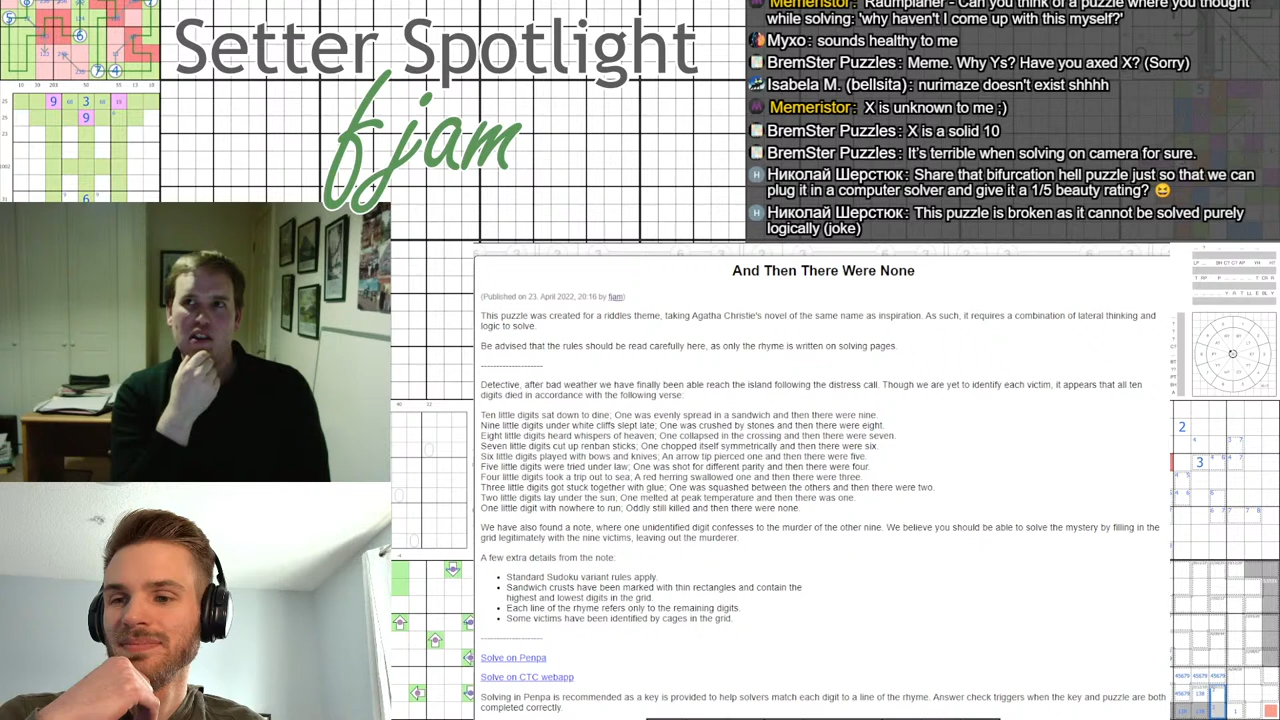 Setter Spotlight
fjam
Memeristor: Raumplaner - Can you think of a puzzle where you thought
while solving: 'why haven't I come up with this myself?'
Myxo: sounds healthy to me
BremSter Puzzles: Meme. Why Ys? Have you axed X? (Sorry)
Isabela M. (bellsita): nurimaze doesn't exist shhhh
Memeristor: X is unknown to me ;)
BremSter Puzzles: X is a solid 10
BremSter Puzzles: It's terrible when solving on camera for sure.
Николай Шерстюк: Share that bifurcation hell puzzle just so that we can
plug it in a computer solver and give it a 1/5 beauty rating? 😆
Николай Шерстюк: This puzzle is broken as it cannot be solved purely
logically (joke)
And Then There Were None
(Published on 23. April 2022, 20:16 by fjam)
This puzzle was created for a riddles theme, taking Agatha Christie's novel of the same name as inspiration. As such, it requires a combination of lateral thinking and
logic to solve.
Be advised that the rules should be read carefully here, as only the rhyme is written on solving pages.
--------------------
Detective, after bad weather we have finally been able reach the island following the distress call. Though we are yet to identify each victim, it appears that all ten
digits died in accordance with the following verse:
Ten little digits sat down to dine; One was evenly spread in a sandwich and then there were nine.
Nine little digits under white cliffs slept late; One was crushed by stones and then there were eight.
Eight little digits heard whispers of heaven; One collapsed in the crossing and then there were seven.
Seven little digits cut up penban sticks; One chopped itself symmetrically and then there were six.
Six little digits played with bows and knives; An arrow tip pierced one and then there were five.
Five little digits were tried under law; One was shot for different parity and then there were four.
Four little digits took a trip out to sea; A red herring swallowed one and then there were three.
Three little digits got stuck together with glue; One was squashed between the others and then there were two.
Two little digits lay under the sun; One melted at peak temperature and then there was one.
One little digit with nowhere to run; Oddly still killed and then there were none.
We have also found a note, where one unidentified digit confesses to the murder of the other nine. We believe you should be able to solve the mystery by filling in the
grid legitimately with the nine victims, leaving out the murderer.
A few extra details from the note:
• Standard Sudoku variant rules apply.
• Sandwich crusts have been marked with thin rectangles and contain the
highest and lowest digits in the grid.
• Each line of the rhyme refers only to the remaining digits.
• Some victims have been identified by cages in the grid.
--------------------
Solve on Penpa
Solve on CTC webapp
Solving in Penpa is recommended as a key is provided to help solvers match each digit to a line of the rhyme. Answer check triggers when the key and puzzle are both
completed correctly.